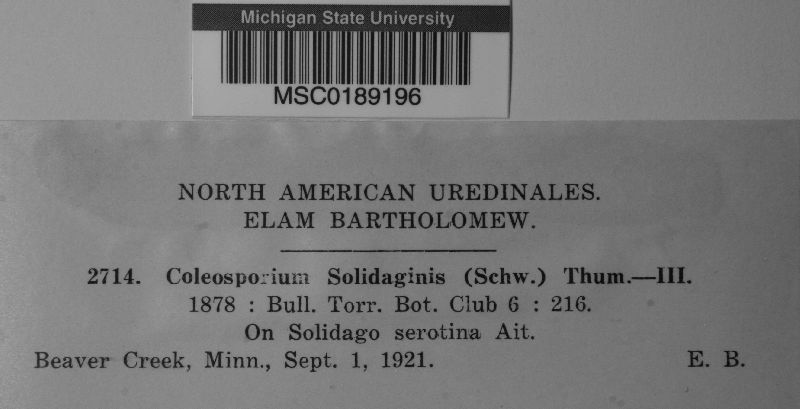 Michigan State University
MSC0189196
NORTH AMERICAN UREDINALES.
ELAM BARTHOLOMEW.
2714. Coleosporium Solidaginis (Schw.) Thum.—III.
1878 : Bull. Torr. Bot. Club 6 : 216.
On Solidago serotina Ait.
Beaver Creek, Minn., Sept. 1, 1921. E. B.